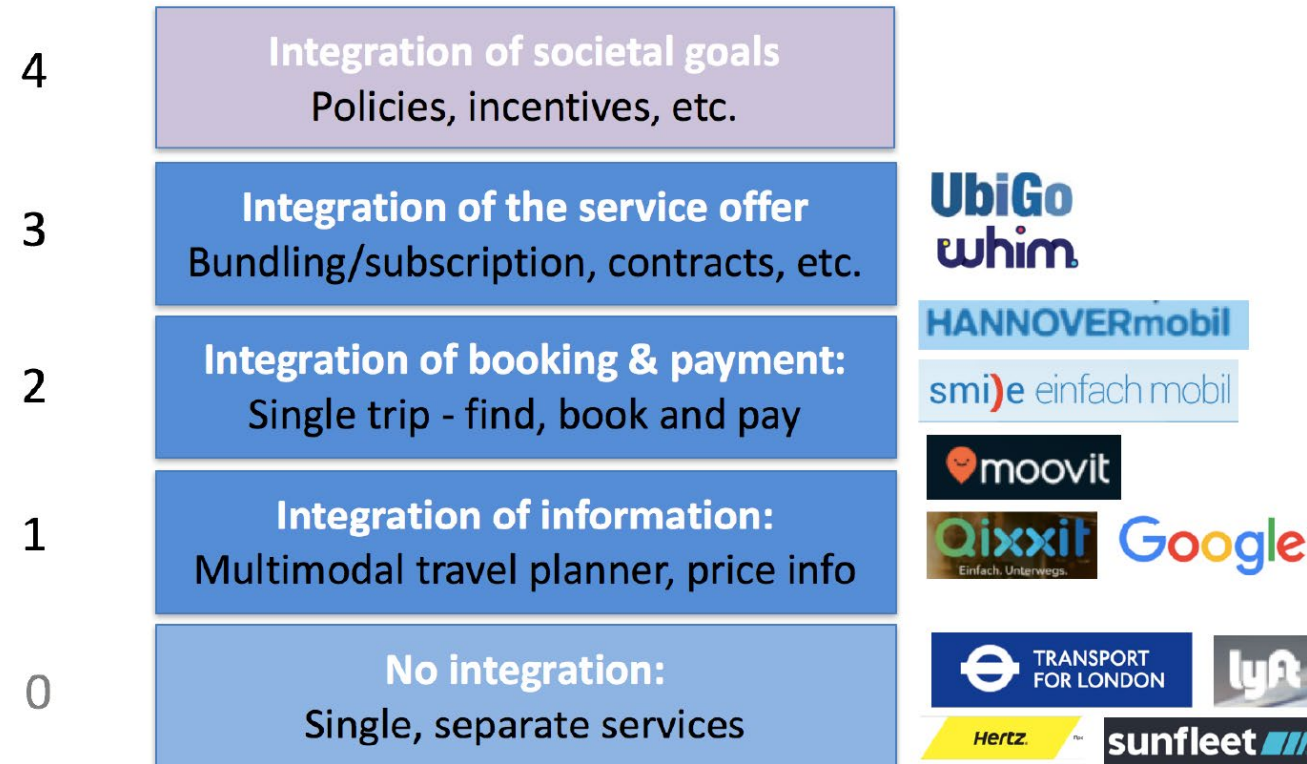 4
Integration of societal goals
Policies, incentives, etc.
3
Integration of the service offer
Bundling/subscription, contracts, etc.
UbiGo
whim
2
Integration of booking & payment:
Single trip - find, book and pay
HANNOVERmobil
smile einfach mobil
moovit
1
Integration of information:
Multimodal travel planner, price info
Qixxit
Einfach. Unterwegs.
Google
0
No integration:
Single, separate services
TRANSPORT
FOR LONDON
lyft
Hertz.
sunfleet